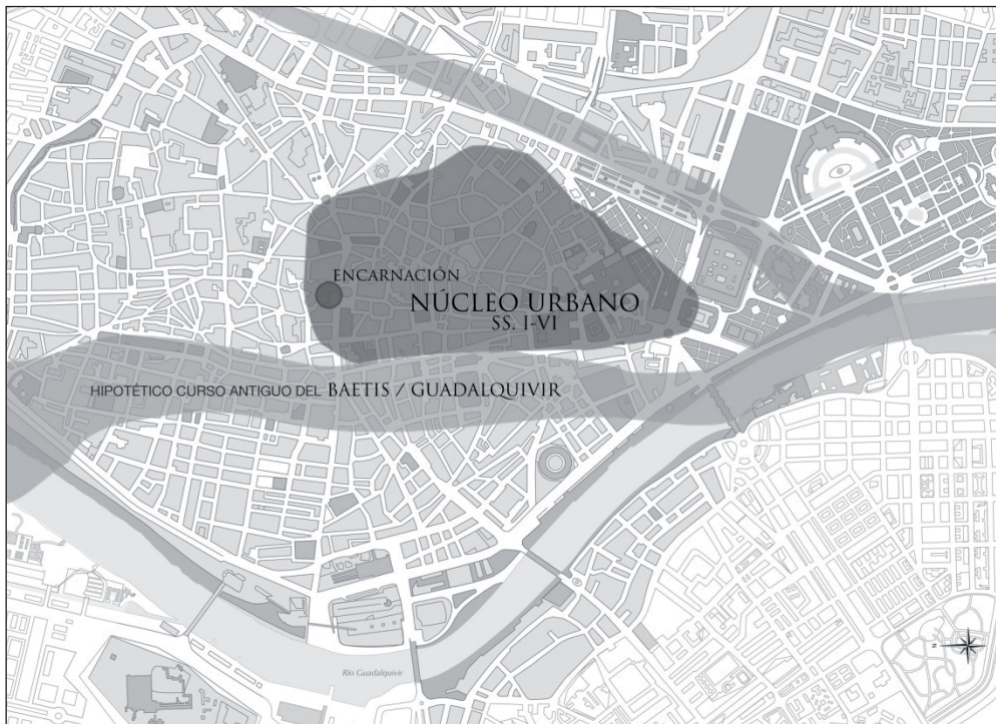 ENCARNACIÓN
NÚCLEO URBANO
SS. I-VI
HIPOTÉTICO CURSO ANTIGUO DEL BAETIS / GUADALQUIVIR
Río Guadalquivir
N